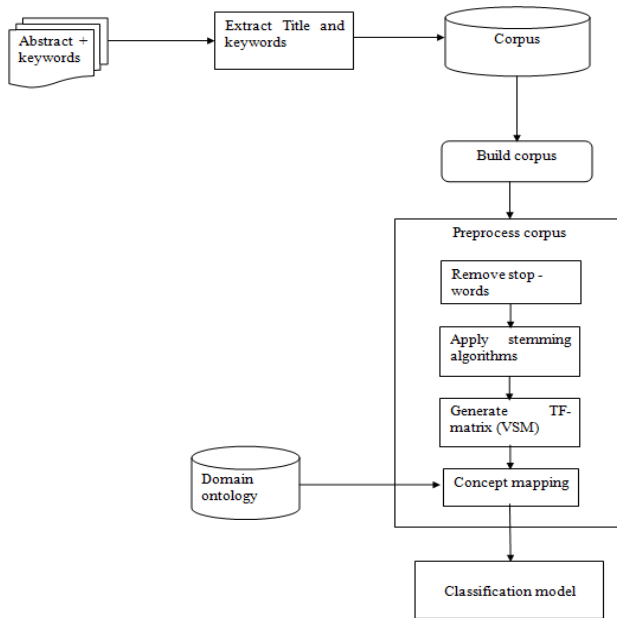 Abstract +
keywords
Extract Title and
keywords
Corpus
Build corpus
Preprocess corpus
Remove stop -
words
Apply stemming
algorithms
Generate TF-
matrix (VSM)
Domain
ontology
Concept mapping
Classification model